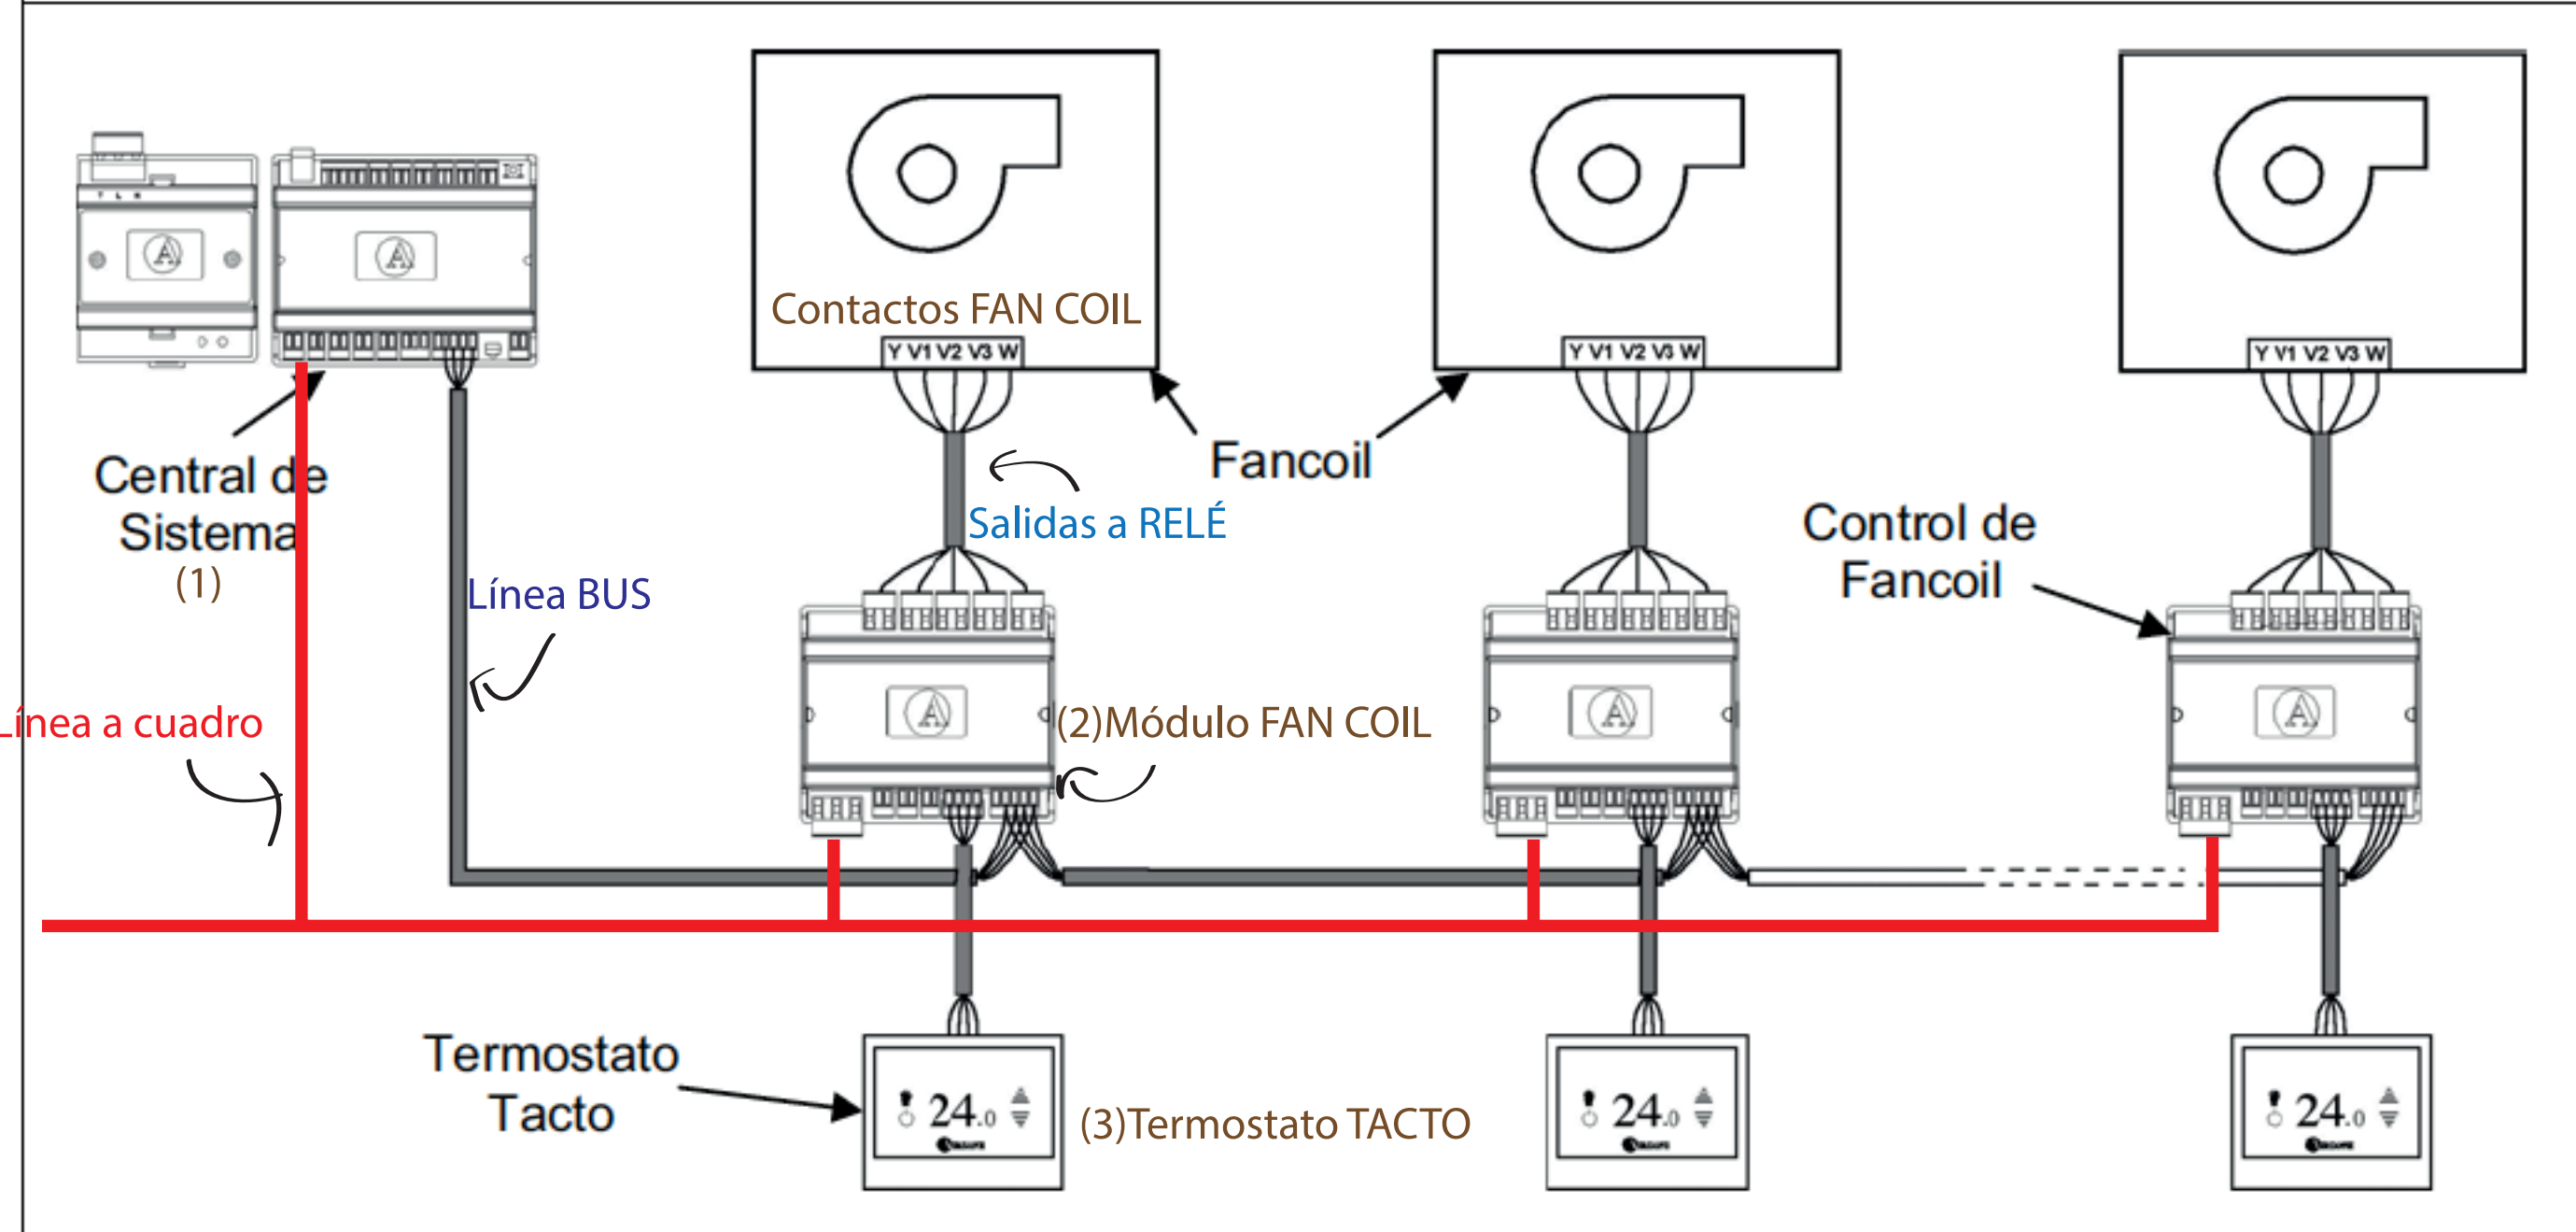 T L N
A
A
Contactos FAN COIL
Y V1 V2 V3 W
Y V1 V2 V3 W
Y V1 V2 V3 W
Central de
Sistema
(1)
Fancoil
Salidas a RELÉ
Control de
Fancoil
Línea BUS
Línea a cuadro
A
(2)Módulo FAN COIL
A
A
Termostato
Tacto
24.0
(3)Termostato TACTO
24.0
24.0